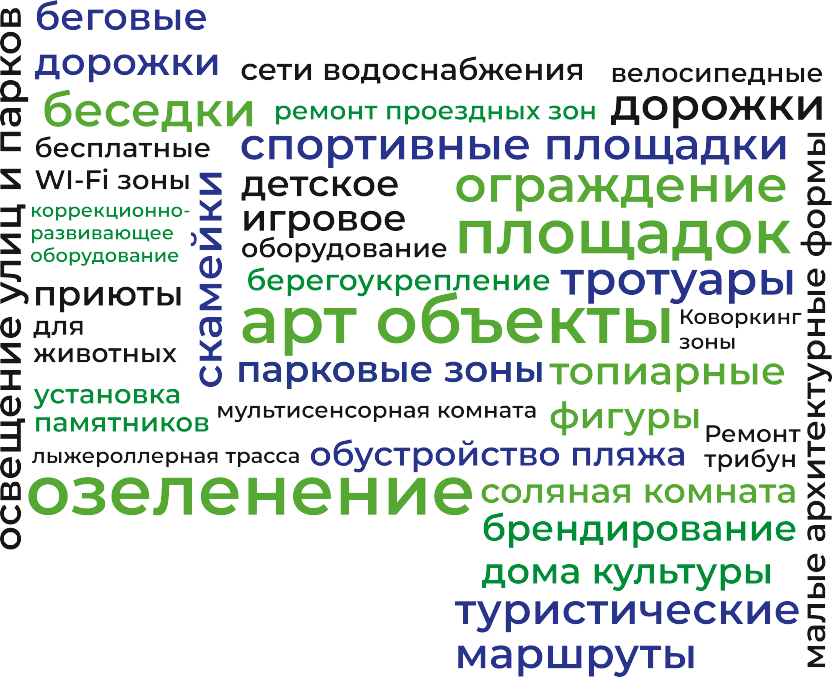 освещение улиц и парков
беговые
дорожки
сети водоснабжения
велосипедные
дорожки
беседки
ремонт проездных зон
бесплатные
WI-Fi зоны
спортивные площадки
коррекционно-
развивающее
оборудование
скамейки
детское
игровое
оборудование
ограждение
площадок
малые архитектурные формы
приюты
для
животных
берегоукрепление
тротуары
арт объекты
Коворкинг
зоны
парковые зоны
топиарные
фигуры
установка
памятников
мультисенсорная комната
Ремонт
трибун
лыжероллерная трасса
обустройство пляжа
озеленение
соляная комната
брендирование
дома культуры
туристические
маршруты